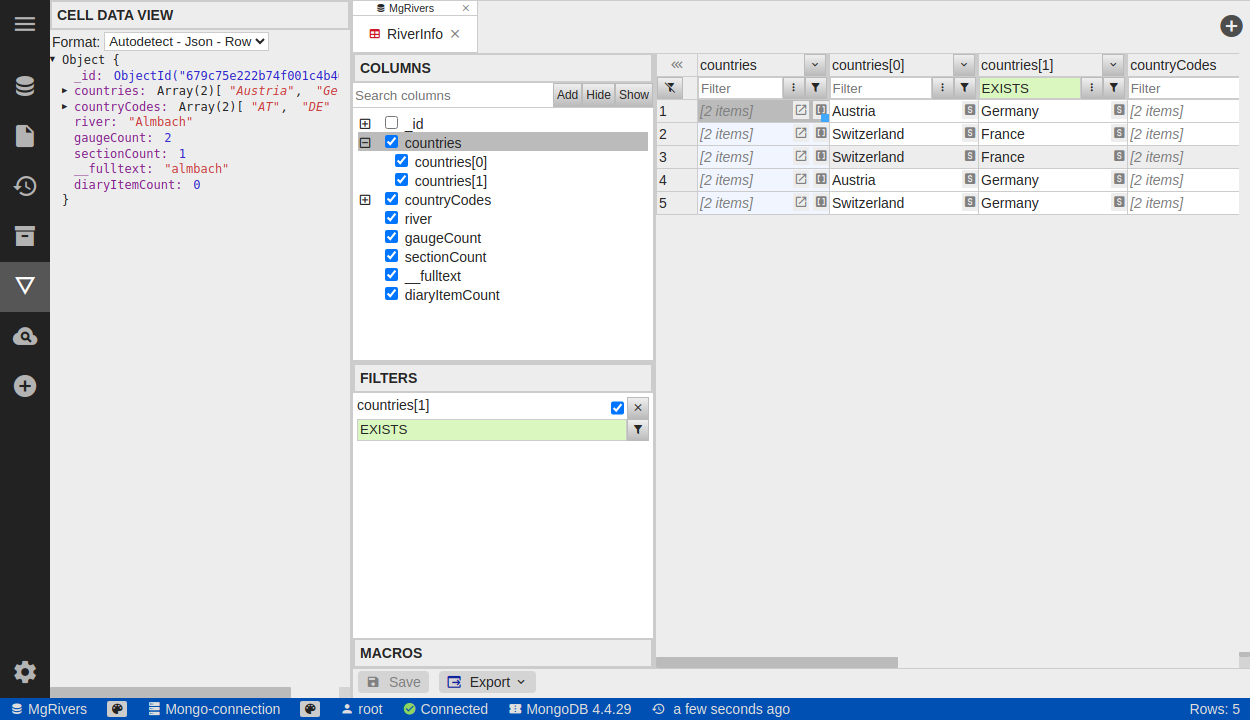 CELL DATA VIEW
Format: Autodetect - Json - Row
Object {
_id: ObjectId("679c75e222b74f001c4b4
countries: Array(2)[ "Austria", "Ge
countryCodes: Array(2)[ "AT", "DE"
river: "Almbach"
gaugeCount: 2
sectionCount: 1
__fulltext: "almbach"
diaryItemCount: 0
}
MgRivers
RiverInfo
COLUMNS
Search columns Add Hide Show
_id
countries
countries[0]
countries[1]
countryCodes
river
gaugeCount
sectionCount
__fulltext
diaryItemCount
FILTERS
countries[1]
EXISTS
MACROS
countries countries[0] countries[1] countryCodes
Filter Filter EXISTS Filter
1 [2 items] Austria Germany [2 items]
2 [2 items] Switzerland France [2 items]
3 [2 items] Switzerland France [2 items]
4 [2 items] Austria Germany [2 items]
5 [2 items] Switzerland Germany [2 items]
Save Export
MgRivers Mongo-connection root Connected MongoDB 4.4.29 a few seconds ago Rows: 5